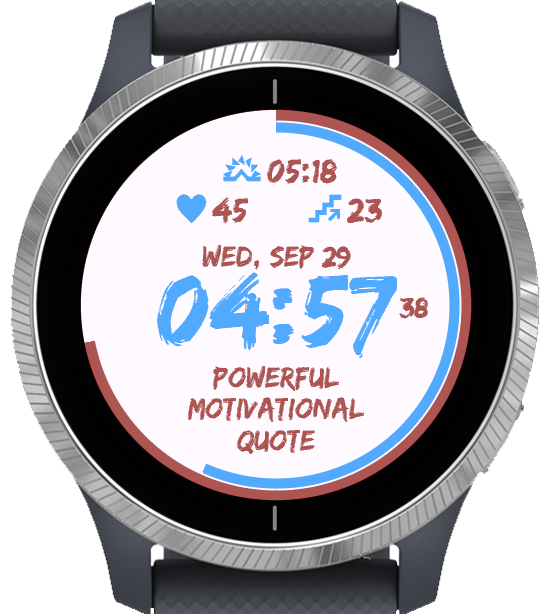 05:18
45 23
WED, SEP 29
04:57 38
POWERFUL
MOTIVATIONAL
QUOTE